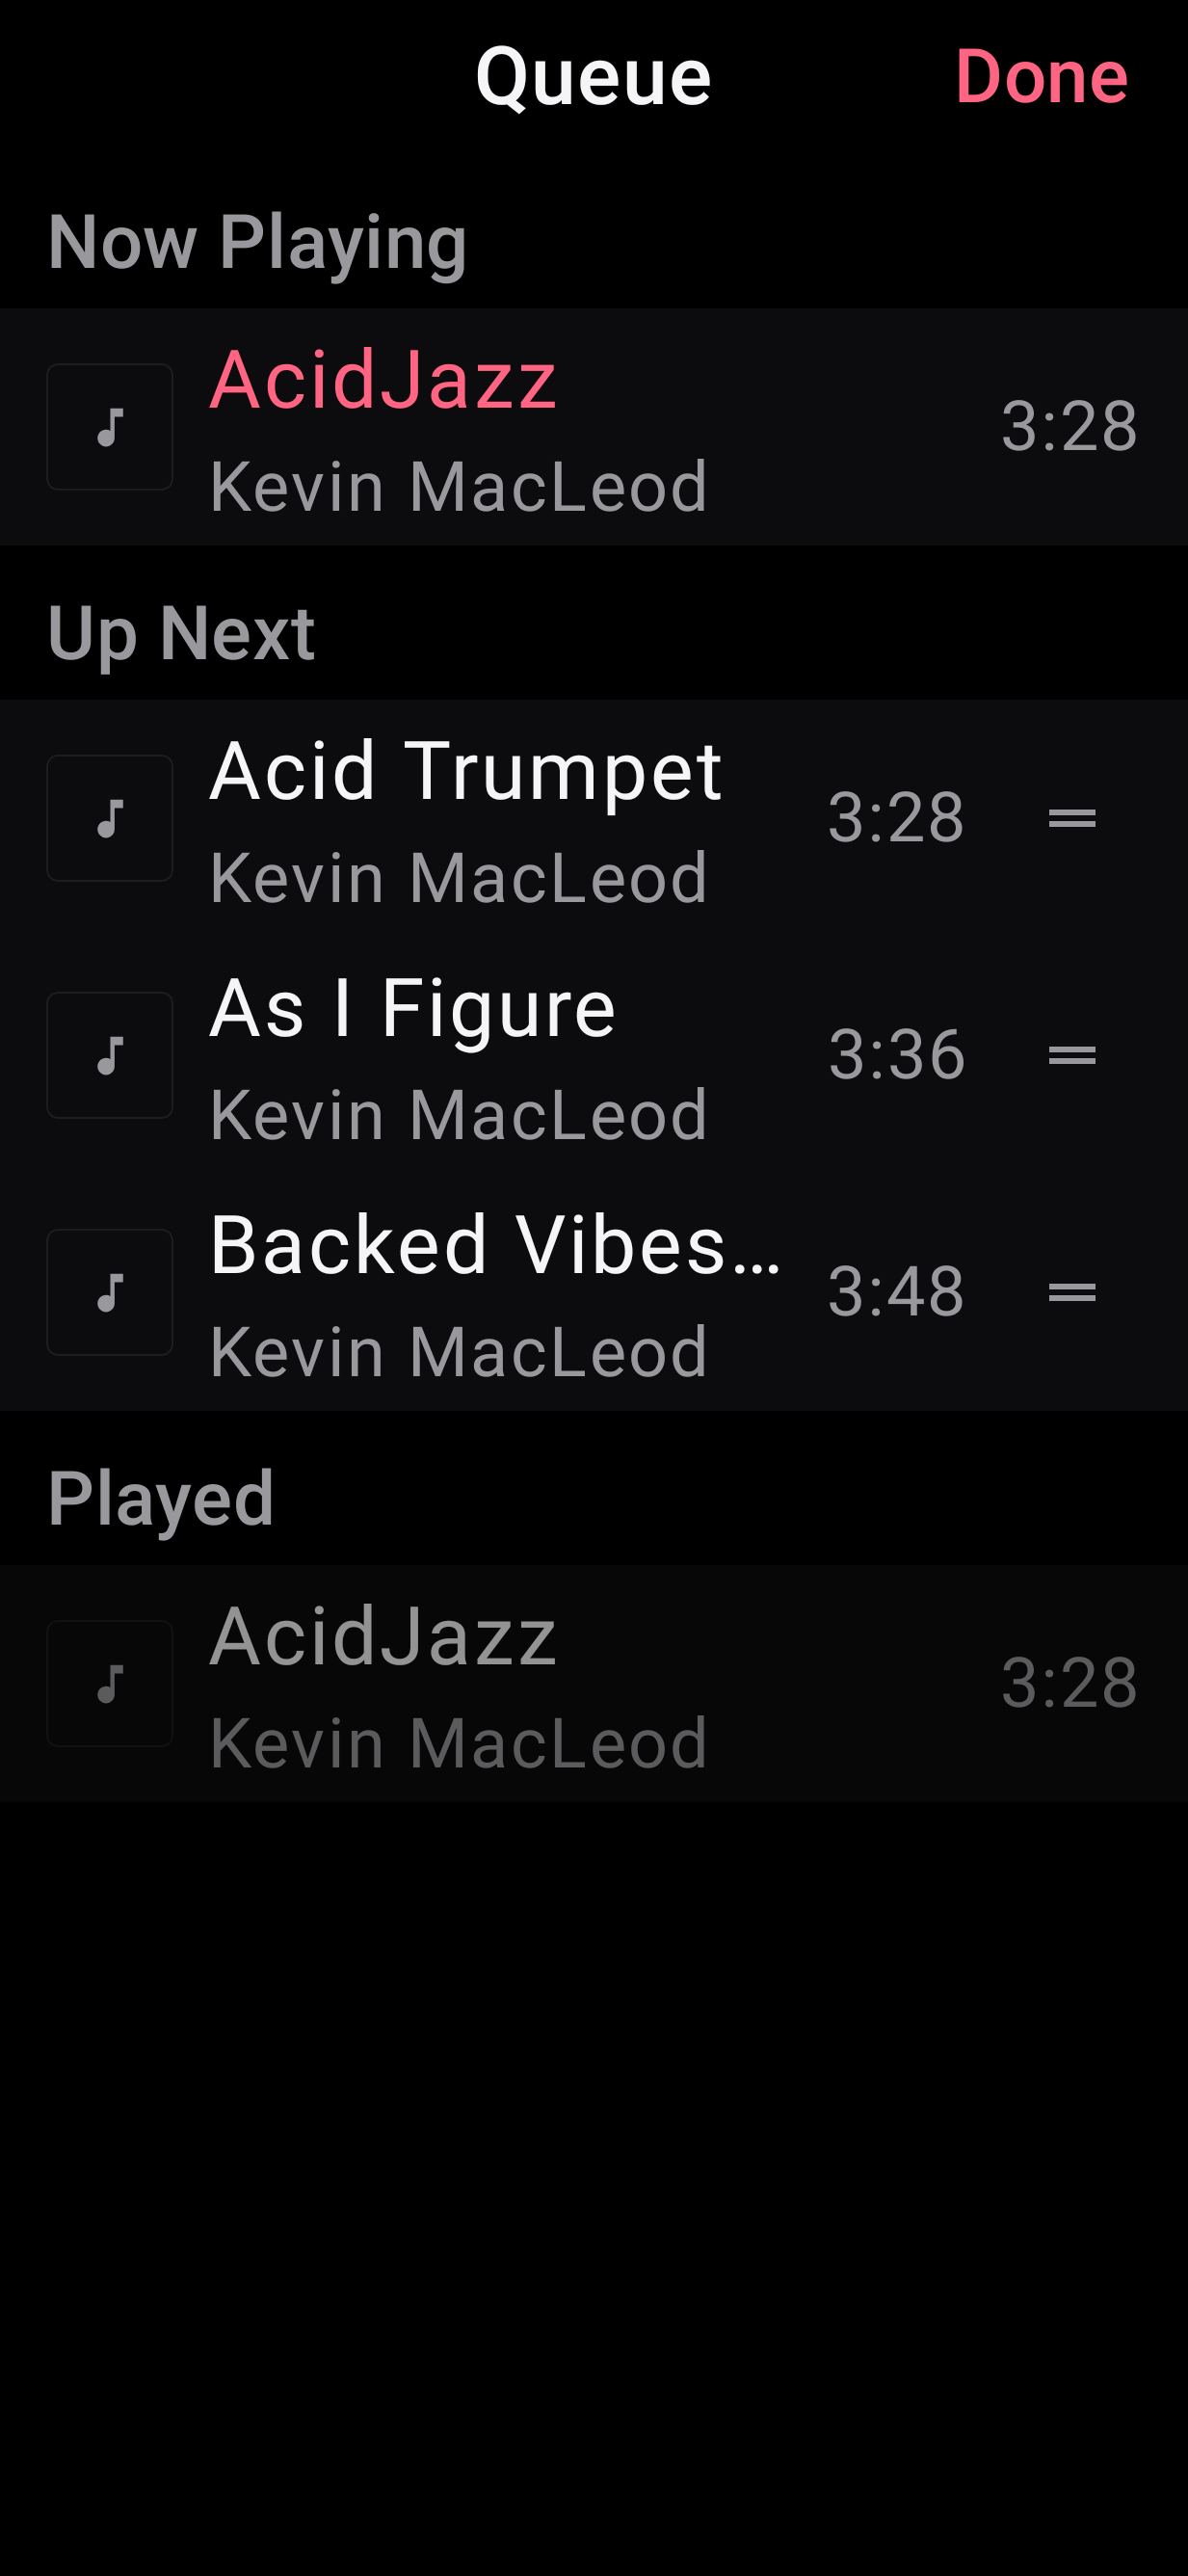 Queue
Done
Now Playing
AcidJazz
3:28
Kevin MacLeod
Up Next
Acid Trumpet
3:28
Kevin MacLeod
As I Figure
3:36
Kevin MacLeod
Backed Vibes...
3:48
Kevin MacLeod
Played
AcidJazz
3:28
Kevin MacLeod